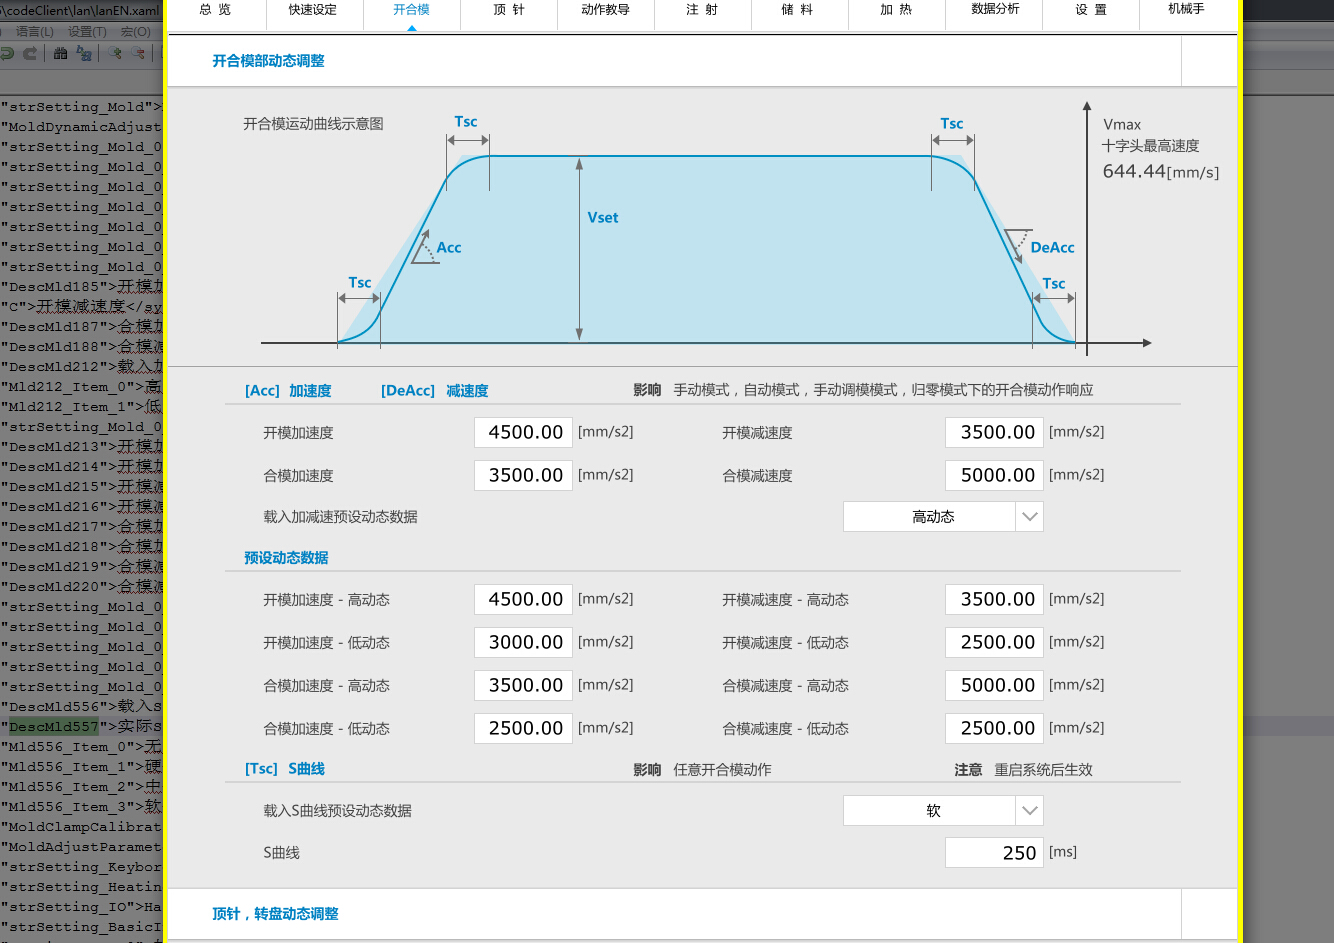 \codeClient\lan\lanEN.xaml
语言(L) 设置(T) 宏(O)
总 览 快速设定 开合模 顶 针 动作教导 注 射 储 料 加 热 数据分析 设 置 机械手
开合模部动态调整
开合模运动曲线示意图
Tsc
Tsc
Vmax
十字头最高速度
644.44[mm/s]
Vset
Acc
DeAcc
Tsc
Tsc
[Acc] 加速度 [DeAcc] 减速度 影响 手动模式，自动模式，手动调模模式，归零模式下的开合模动作响应
开模加速度 4500.00 [mm/s2] 开模减速度 3500.00 [mm/s2]
合模加速度 3500.00 [mm/s2] 合模减速度 5000.00 [mm/s2]
载入加减速预设动态数据 高动态
预设动态数据
开模加速度 - 高动态 4500.00 [mm/s2] 开模减速度 - 高动态 3500.00 [mm/s2]
开模加速度 - 低动态 3000.00 [mm/s2] 开模减速度 - 低动态 2500.00 [mm/s2]
合模加速度 - 高动态 3500.00 [mm/s2] 合模减速度 - 高动态 5000.00 [mm/s2]
合模加速度 - 低动态 2500.00 [mm/s2] 合模减速度 - 低动态 2500.00 [mm/s2]
[Tsc] S曲线 影响 任意开合模动作 注意 重启系统后生效
载入S曲线预设动态数据 软
S曲线 250 [ms]
顶针，转盘动态调整
"strSetting_Mold">
"MoldDynamicAdjust
"strSetting_Mold_0
"strSetting_Mold_0
"strSetting_Mold_0
"strSetting_Mold_0
"strSetting_Mold_0
"strSetting_Mold_0
"strSetting_Mold_0
"DescMld185">开模加
"C">开模减速度</sy
"DescMld187">合模加
"DescMld188">合模减
"DescMld212">载入加
"Mld212_Item_0">高
"Mld212_Item_1">低
"strSetting_Mold_0
"DescMld213">开模加
"DescMld214">开模加
"DescMld215">开模减
"DescMld216">开模减
"DescMld217">合模加
"DescMld218">合模加
"DescMld219">合模减
"DescMld220">合模减
"strSetting_Mold_0
"strSetting_Mold_0
"strSetting_Mold_0
"strSetting_Mold_0
"strSetting_Mold_0
"DescMld556">载入S
"DescMld557">实际S
"Mld556_Item_0">无
"Mld556_Item_1">硬
"Mld556_Item_2">中
"Mld556_Item_3">软
"MoldClampCalibrat
"MoldAdjustParamet
"strSetting_Keybor
"strSetting_Heatin
"strSetting_IO">Ha
"strSetting_BasicI